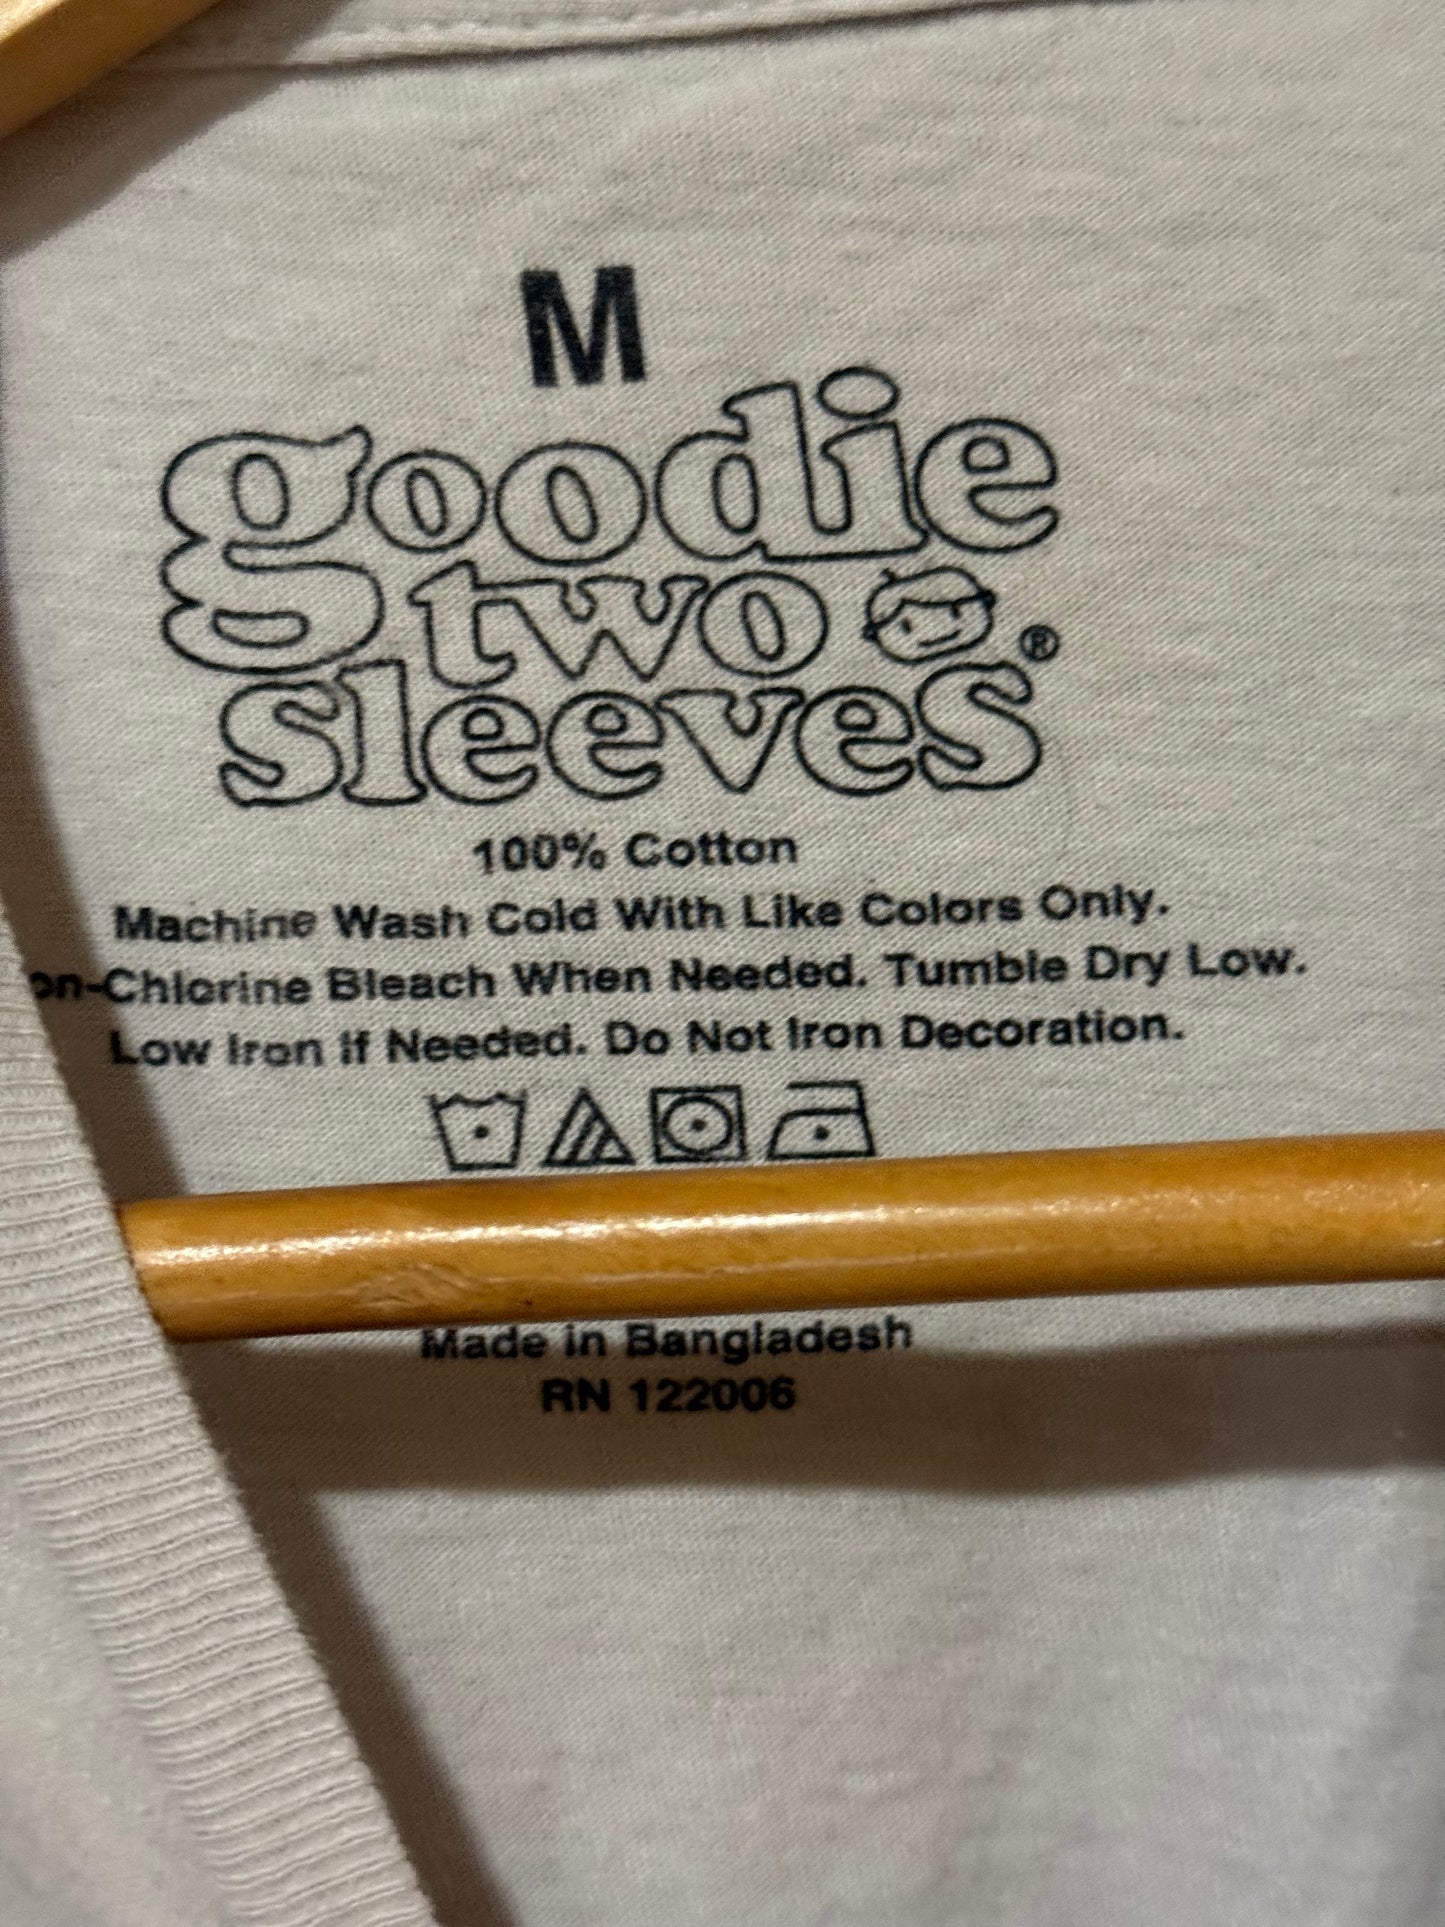 M
goodie
two ®
sleeves
100% Cotton
Machine Wash Cold With Like Colors Only.
on-Chlorine Bleach When Needed. Tumble Dry Low.
Low Iron if Needed. Do Not Iron Decoration.
Made in Bangladesh
RN 122006